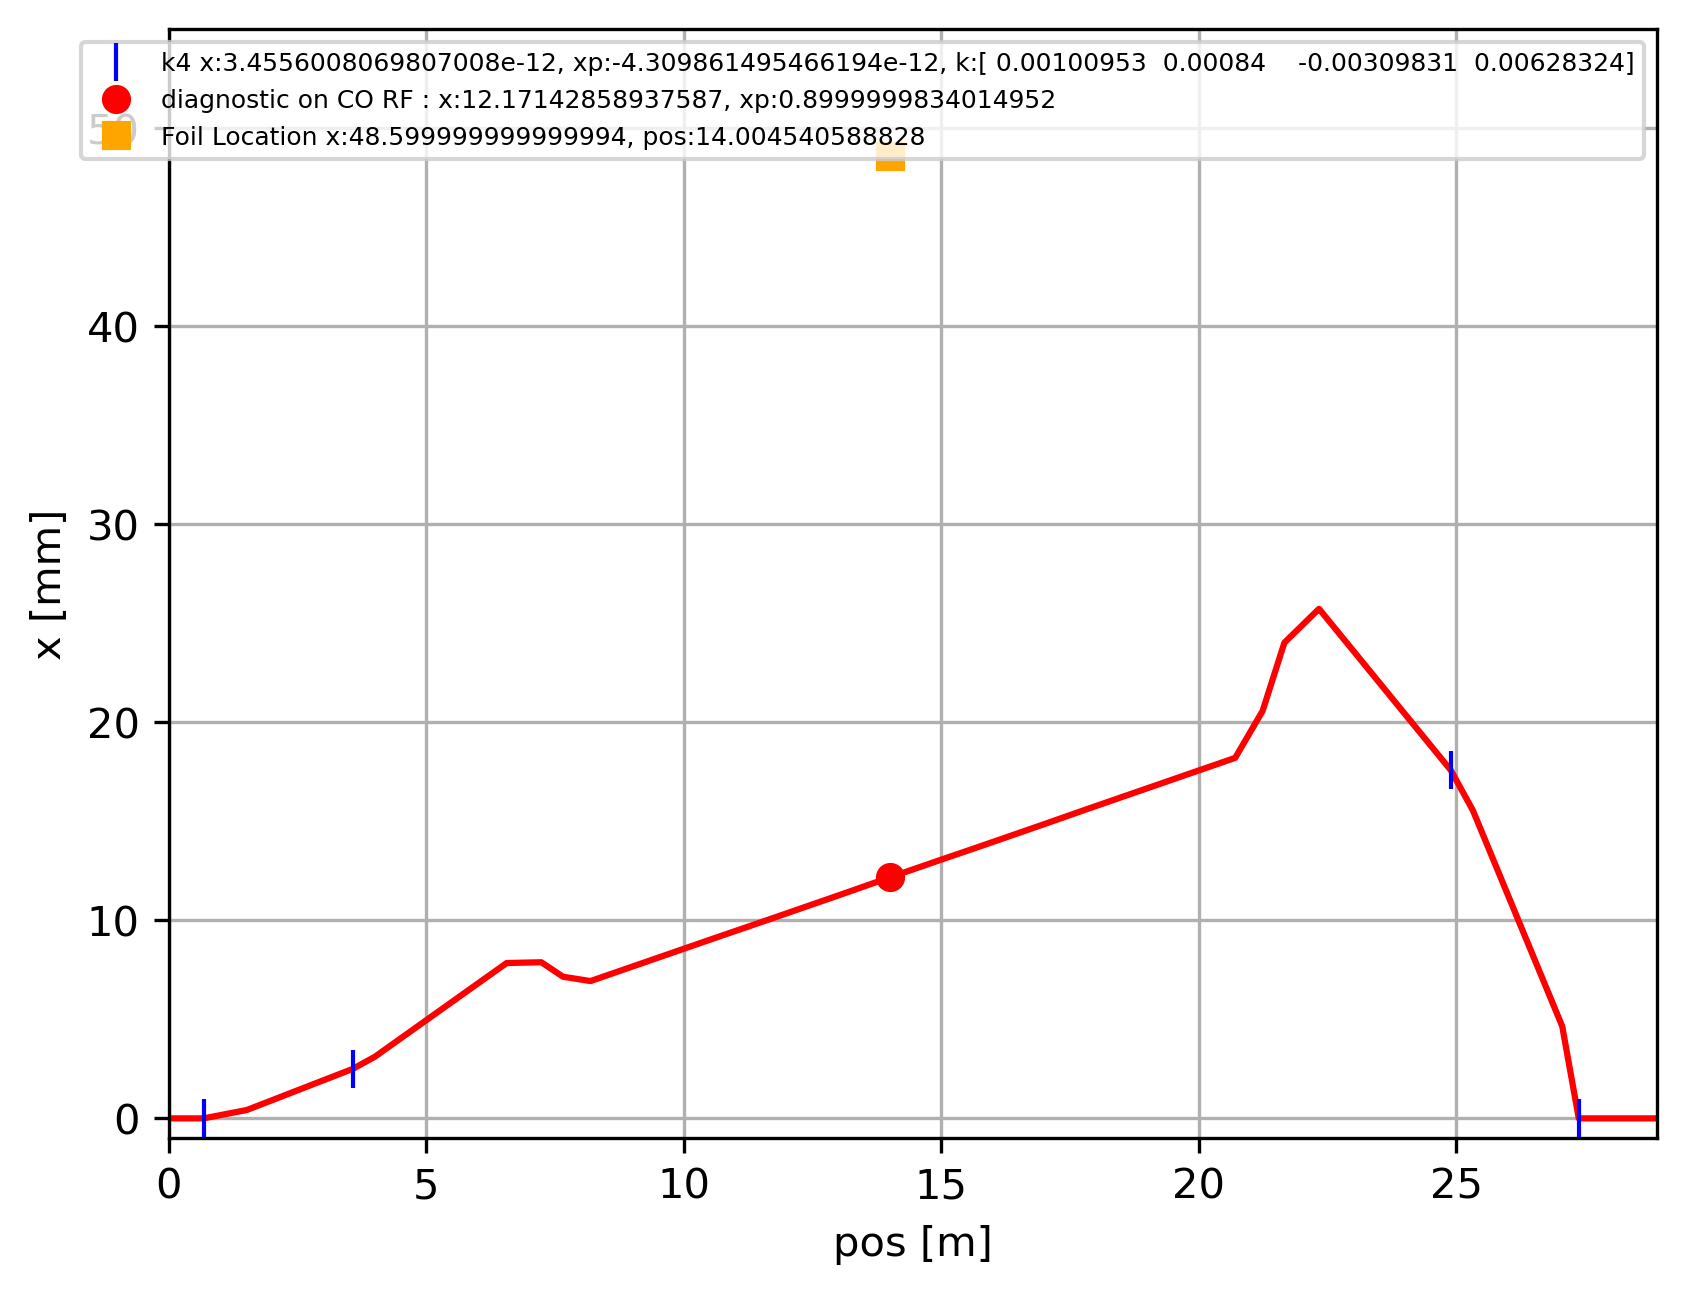 k4 x:3.4556008069807008e-12, xp:-4.309861495466194e-12, k:[ 0.00100953 0.00084 -0.00309831 0.00628324]
diagnostic on CO RF : x:12.17142858937587, xp:0.8999999834014952
Foil Location x:48.599999999999994, pos:14.004540588828
50
40
30
20
10
0
x [mm]
0 5 10 15 20 25
pos [m]